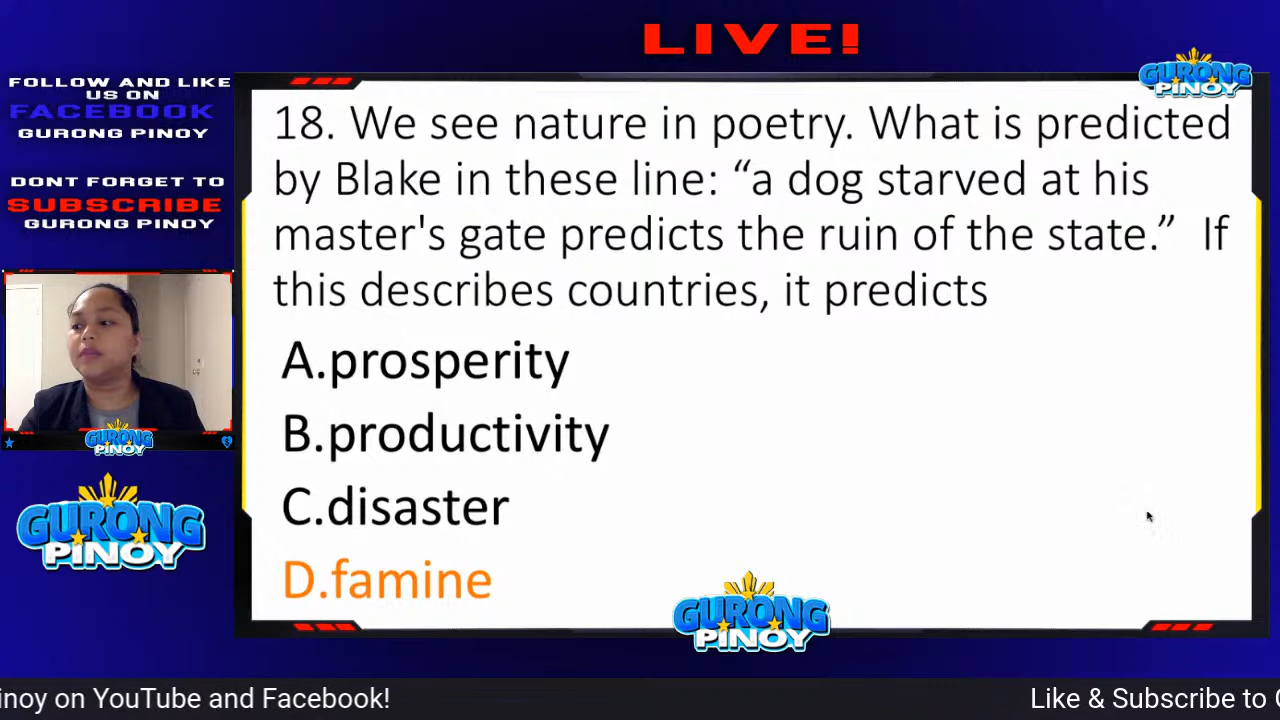 LIVE!
GURONG
PINOY
FOLLOW AND LIKE
US ON
FACEBOOK
GURONG PINOY
DONT FORGET TO
SUBSCRIBE
GURONG PINOY
18. We see nature in poetry. What is predicted
by Blake in these line: “a dog starved at his
master's gate predicts the ruin of the state.” If
this describes countries, it predicts
A.prosperity
B.productivity
C.disaster
D.famine
GURONG
PINOY
GURONG
PINOY
GURONG
PINOY
inoy on YouTube and Facebook! Like & Subscribe to